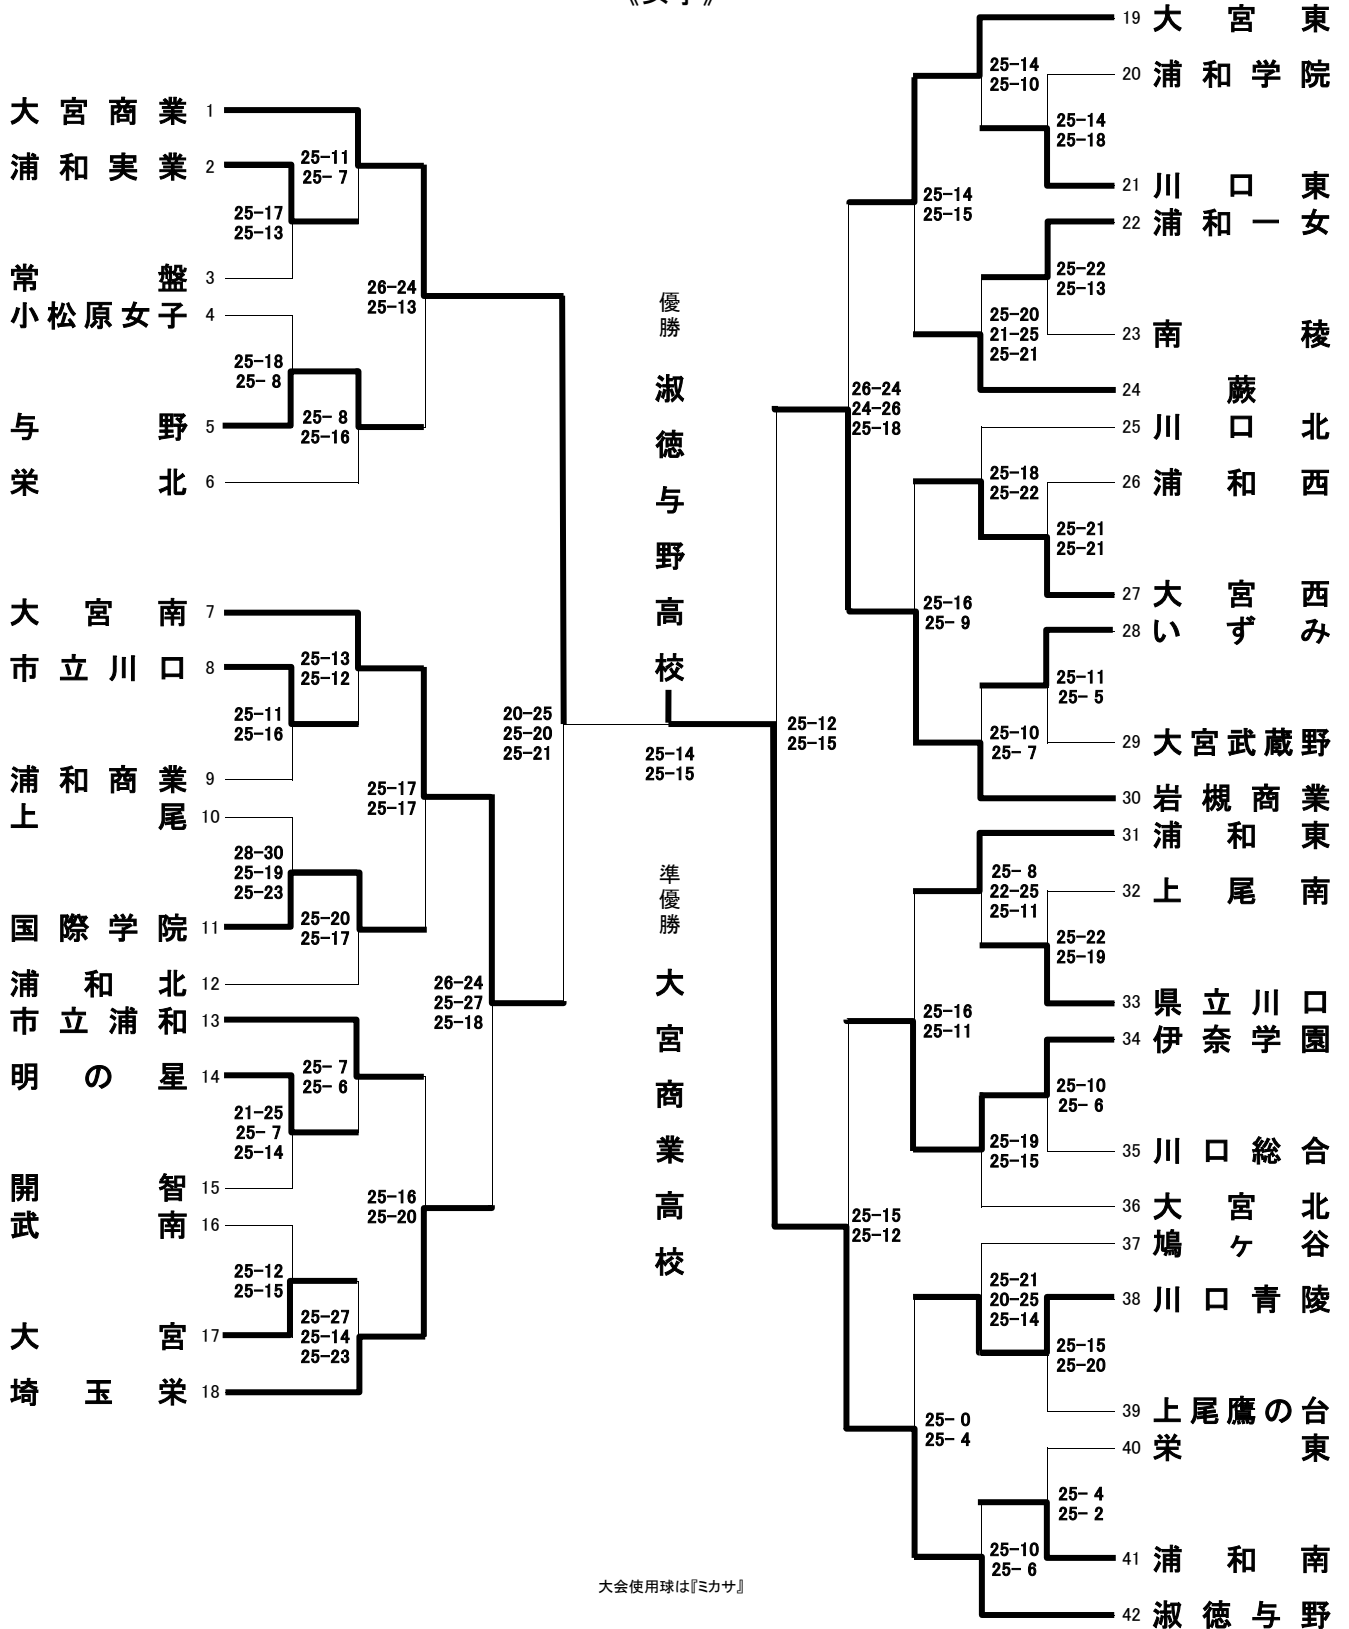 《女子》
大宮商業 1
浦和実業 2
25-11
25- 7
25-17
25-13
常盤 3
小松原女子 4
26-24
25-13
25-18
25- 8
与野 5
25- 8
25-16
栄北 6
大宮南 7
市立川口 8
25-13
25-12
25-11
25-16
浦和商業 9
上尾 10
25-17
25-17
28-30
25-19
25-23
国際学院 11
25-20
25-17
浦和北 12
市立浦和 13
26-24
25-27
25-18
明の星 14
25- 7
25- 6
21-25
25- 7
25-14
開智 15
武南 16
25-16
25-20
25-12
25-15
大宮 17
25-27
25-14
25-23
埼玉栄 18
20-25
25-20
25-21
優勝
淑徳与野高校
25-14
25-15
準優勝
大宮商業高校
大会使用球は『ミカサ』
25-12
25-15
19 大宮東
25-14
25-10
20 浦和学院
25-14
25-18
21 川口東
25-14
25-15
22 浦和一女
25-22
25-13
25-20
21-25
25-21
23 南稜
24 蕨
26-24
24-26
25-18
25 川口北
25-18
25-22
26 浦和西
25-21
25-21
27 大宮西
25-16
25- 9
28 いずみ
25-11
25- 5
25-10
25- 7
29 大宮武蔵野
30 岩槻商業
31 浦和東
25- 8
22-25
25-11
32 上尾南
25-22
25-19
33 県立川口
25-16
25-11
34 伊奈学園
25-10
25- 6
25-19
25-15
35 川口総合
36 大宮北
25-15
25-12
37 鳩ヶ谷
25-21
20-25
25-14
38 川口青陵
25-15
25-20
39 上尾鷹の台
25- 0
25- 4
40 栄東
25- 4
25- 2
25-10
25- 6
41 浦和南
42 淑徳与野